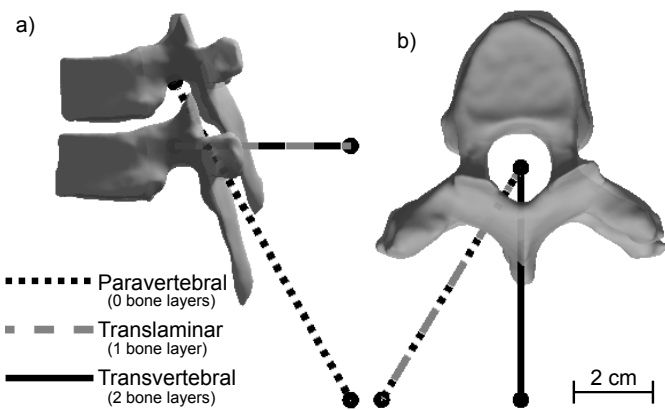 a)
b)
Paravertebral
(0 bone layers)
Translaminar
(1 bone layer)
Transvertebral
(2 bone layers)
2 cm